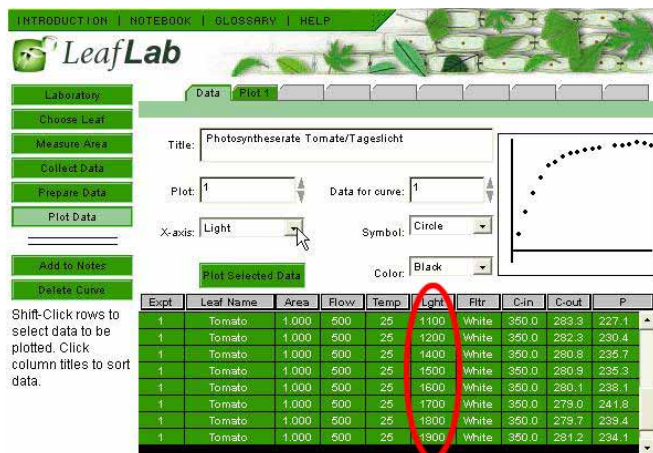 INTRODUCTION | NOTEBOOK | GLOSSARY | HELP
LeafLab
Laboratory
Choose Leaf
Measure Area
Collect Data
Prepare Data
Plot Data
Add to Notes
Delete Curve
Shift-Click rows to
select data to be
plotted. Click
column titles to sort
data.
Data Plot 1
Title: Photosyntheserate Tomate/Tageslicht
Plot: 1 Data for curve: 1
X-axis: Light Symbol: Circle
Plot Selected Data Color: Black
Expt Leaf Name Area Flow Temp Lght Fltr C-in C-out P
1 Tomato 1.000 500 25 1100 White 350.0 283.3 227.1
1 Tomato 1.000 500 25 1200 White 350.0 282.3 230.4
1 Tomato 1.000 500 25 1400 White 350.0 280.8 235.7
1 Tomato 1.000 500 25 1500 White 350.0 280.9 235.3
1 Tomato 1.000 500 25 1600 White 350.0 280.1 238.1
1 Tomato 1.000 500 25 1700 White 350.0 279.0 241.8
1 Tomato 1.000 500 25 1800 White 350.0 279.7 239.4
1 Tomato 1.000 500 25 1900 White 350.0 281.2 234.1